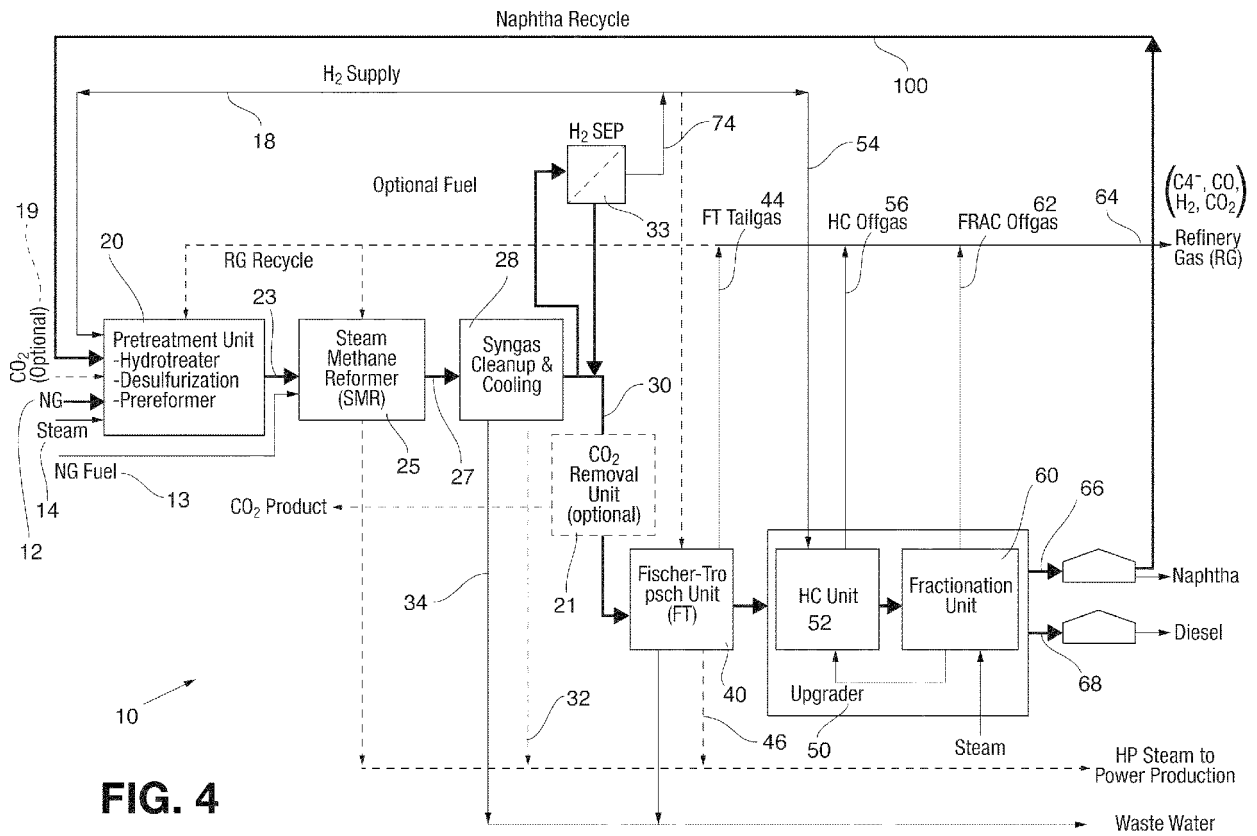 Naphtha Recycle
H₂ Supply
100
18
H₂ SEP
74
54
Optional Fuel
(C4⁻, CO,
H₂, CO₂)
19
44
56
62
64
33
FT Tailgas
HC Offgas
FRAC Offgas
Refinery
Gas (RG)
20
RG Recycle
28
23
CO₂
(Optional)
Pretreatment Unit
-Hydrotreater
-Desulfurization
-Prereformer
Steam
Methane
Reformer
(SMR)
Syngas
Cleanup &
Cooling
30
NG
Steam
25
27
CO₂
Removal
Unit
(optional)
NG Fuel
13
14
12
CO₂ Product
60
66
34
21
Fischer-Tro
psch Unit
(FT)
HC Unit
52
Fractionation
Unit
Naphtha
Diesel
68
40
32
Upgrader
10
46
50
Steam
HP Steam to
Power Production
FIG. 4
Waste Water